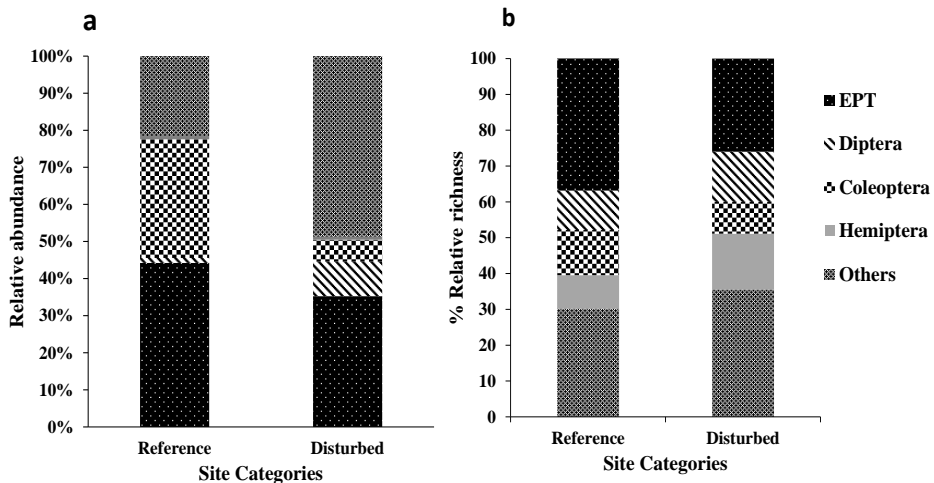 a
100%
90%
80%
70%
60%
50%
40%
30%
20%
10%
0%
Relative abundance
Reference Disturbed
Site Categories
b
100
90
80
70
60
50
40
30
20
10
0
% Relative richness
Reference Disturbed
Site Categories
EPT
Diptera
Coleoptera
Hemiptera
Others